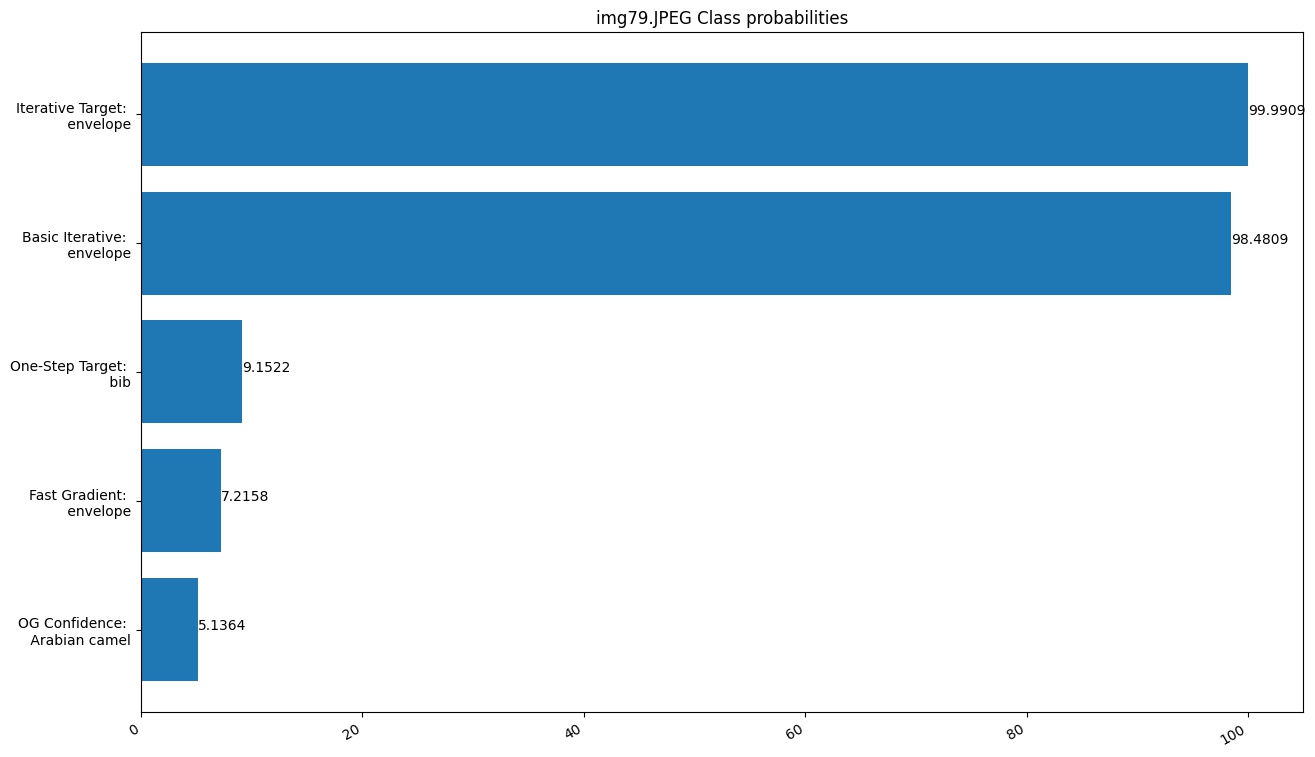 img79.JPEG Class probabilities
Iterative Target:
envelope
99.9909
Basic Iterative:
envelope
98.4809
One-Step Target:
bib
9.1522
Fast Gradient:
envelope
7.2158
OG Confidence:
Arabian camel
5.1364
0
20
40
60
80
100